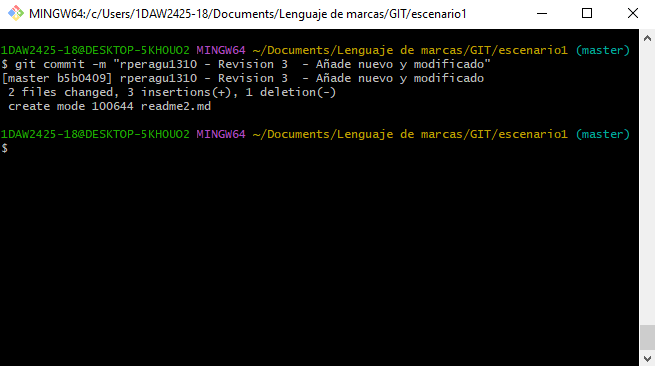 MINGW64:/c/Users/1DAW2425-18/Documents/Lenguaje de marcas/GIT/escenario1
1DAW2425-18@DESKTOP-5KHOUO2 MINGW64 ~/Documents/Lenguaje de marcas/GIT/escenario1 (master)
$ git commit -m "rperagu1310 - Revision 3  - Añade nuevo y modificado"
[master b5b0409] rperagu1310 - Revision 3  - Añade nuevo y modificado
 2 files changed, 3 insertions(+), 1 deletion(-)
 create mode 100644 readme2.md
1DAW2425-18@DESKTOP-5KHOUO2 MINGW64 ~/Documents/Lenguaje de marcas/GIT/escenario1 (master)
$